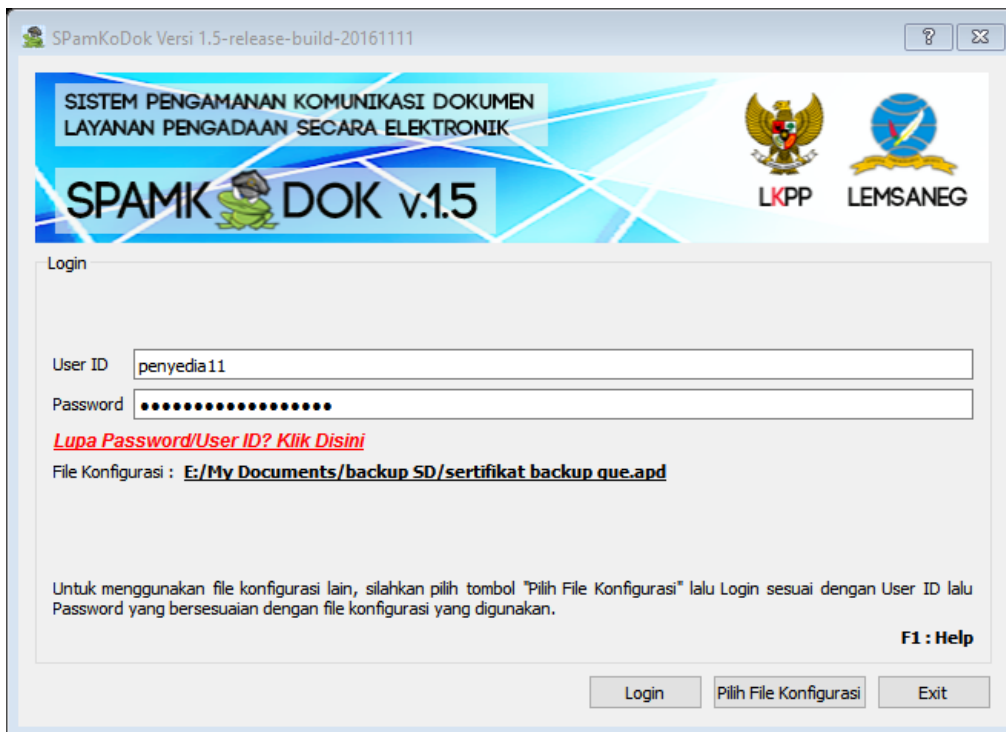 SPamKoDok Versi 1.5-release-build-20161111
SISTEM PENGAMANAN KOMUNIKASI DOKUMEN
LAYANAN PENGADAAN SECARA ELEKTRONIK
SPAMK DOK v.1.5
LKPP
LEMSANEG
Login
User ID penyedia11
Password ••••••••••••••••••
Lupa Password/User ID? Klik Disini
File Konfigurasi : E:/My Documents/backup SD/sertifikat backup gue.apd
Untuk menggunakan file konfigurasi lain, silahkan pilih tombol "Pilih File Konfigurasi" lalu Login sesuai dengan User ID lalu
Password yang bersesuaian dengan file konfigurasi yang digunakan.
F1 : Help
Login
Pilih File Konfigurasi
Exit